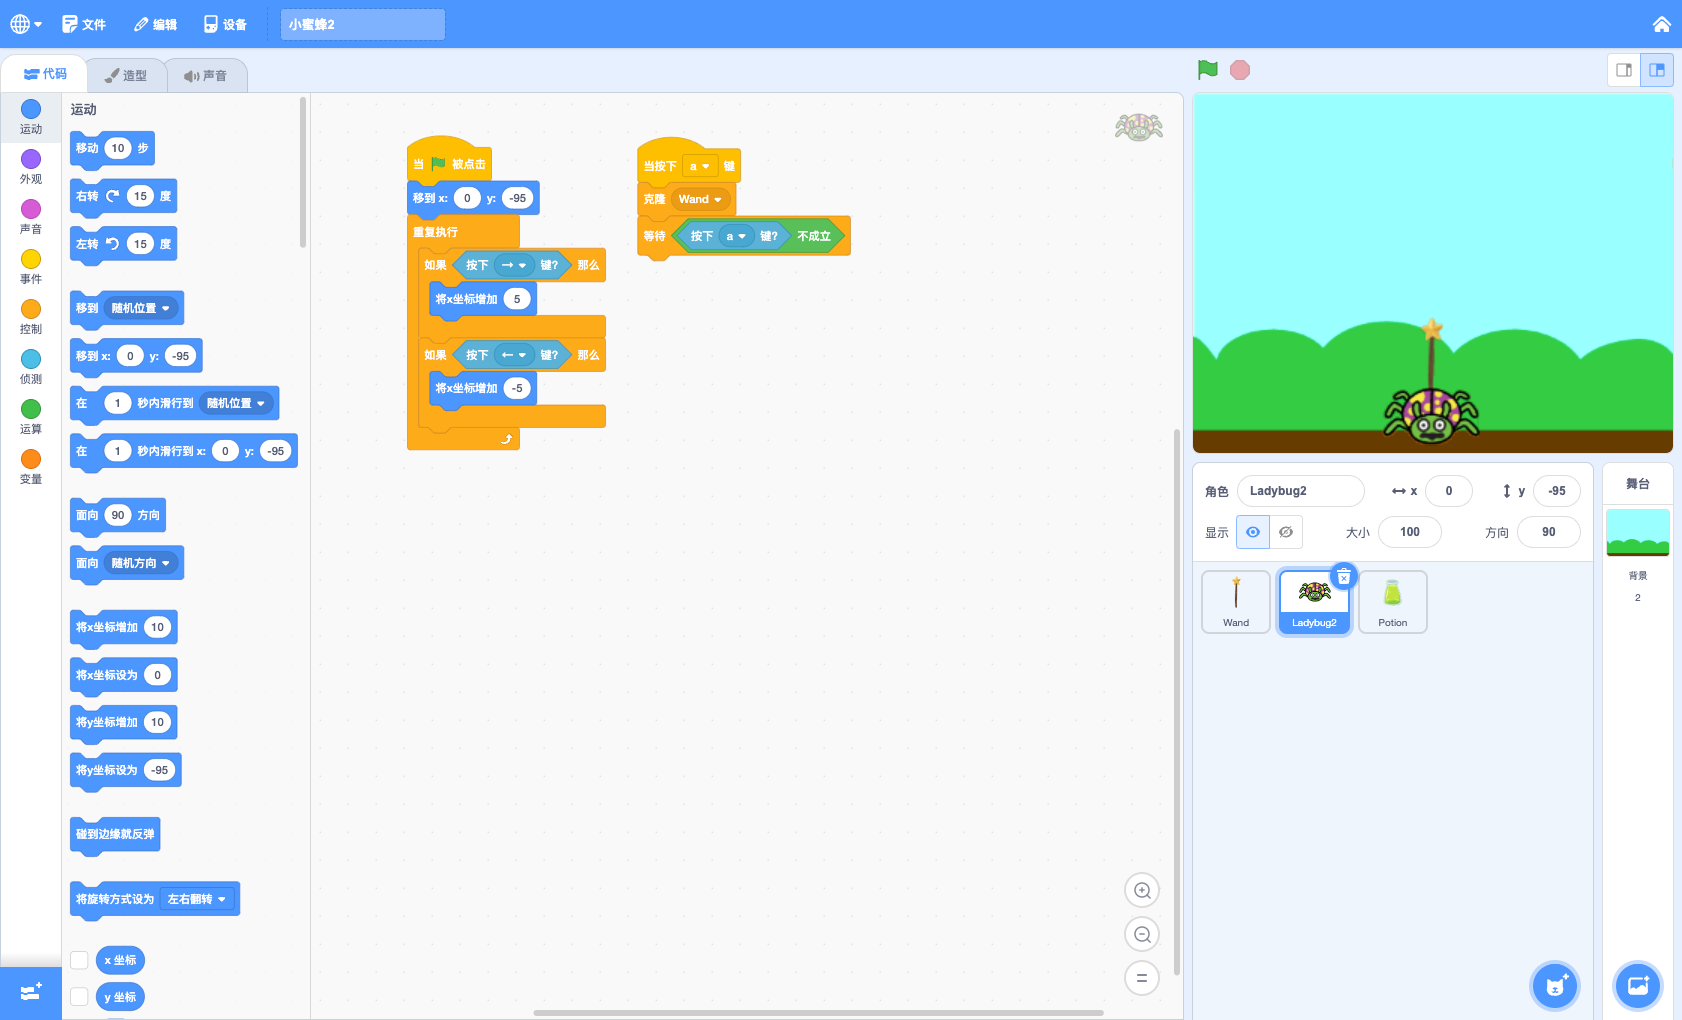 文件
编辑
设备
小蜜蜂2
代码
造型
声音
运动
外观
声音
事件
控制
侦测
运算
变量
运动
移动 10 步
右转 15 度
左转 15 度
移到 随机位置
移到 x: 0 y: -95
在 1 秒内滑行到 随机位置
在 1 秒内滑行到 x: 0 y: -95
面向 90 方向
面向 随机方向
将x坐标增加 10
将x坐标设为 0
将y坐标增加 10
将y坐标设为 -95
碰到边缘就反弹
将旋转方式设为 左右翻转
x 坐标
y 坐标
当 被点击
移到 x: 0 y: -95
重复执行
如果 按下 → 键? 那么
将x坐标增加 5
如果 按下 ← 键? 那么
将x坐标增加 -5
当按下 a 键
克隆 Wand
等待 按下 a 键? 不成立
角色 Ladybug2 x 0 y -95
显示 大小 100 方向 90
Wand
Ladybug2
Potion
舞台
背景
2